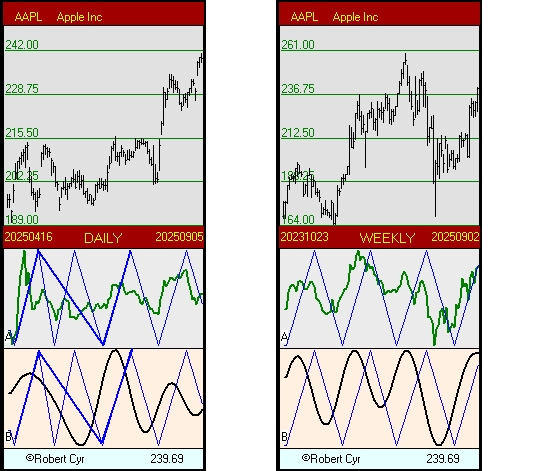 AAPL Apple Inc
242.00
228.75
215.50
202.25
189.00
20250416 DAILY 20250905
A
B
©Robert Cyr 239.69
AAPL Apple Inc
261.00
236.75
212.50
188.25
164.00
20231023 WEEKLY 20250902
A
B
©Robert Cyr 239.69